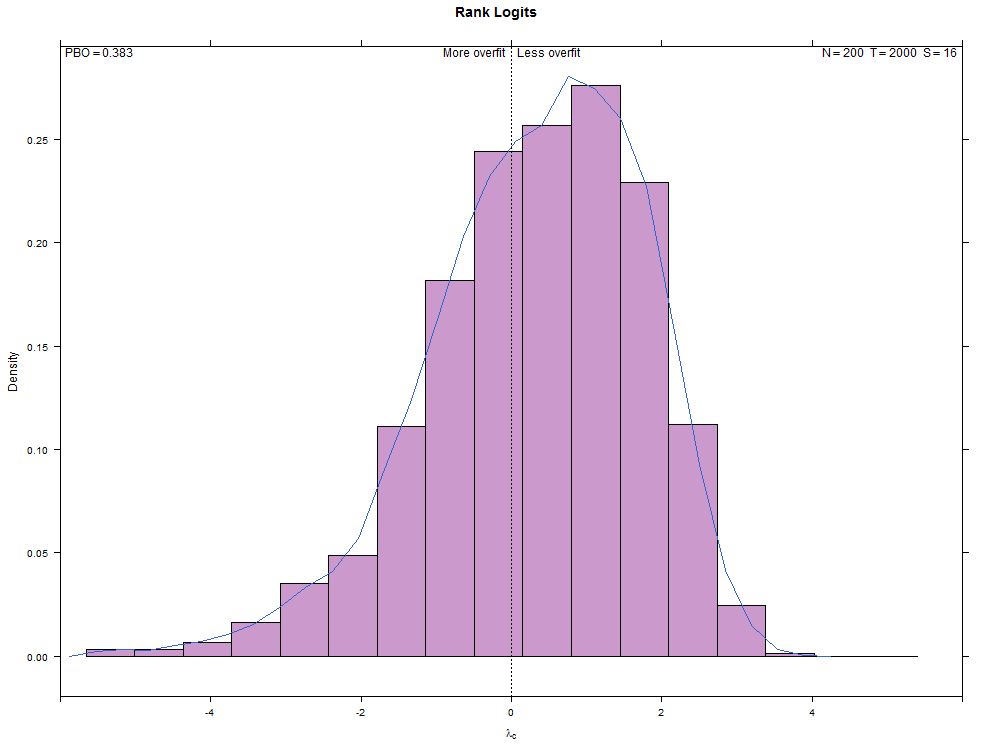 Rank Logits
PBO = 0.383 More overfit Less overfit N = 200 T = 2000 S = 16
0.25
0.20
0.15
0.10
0.05
0.00
Density
-4 -2 0 2 4
λc